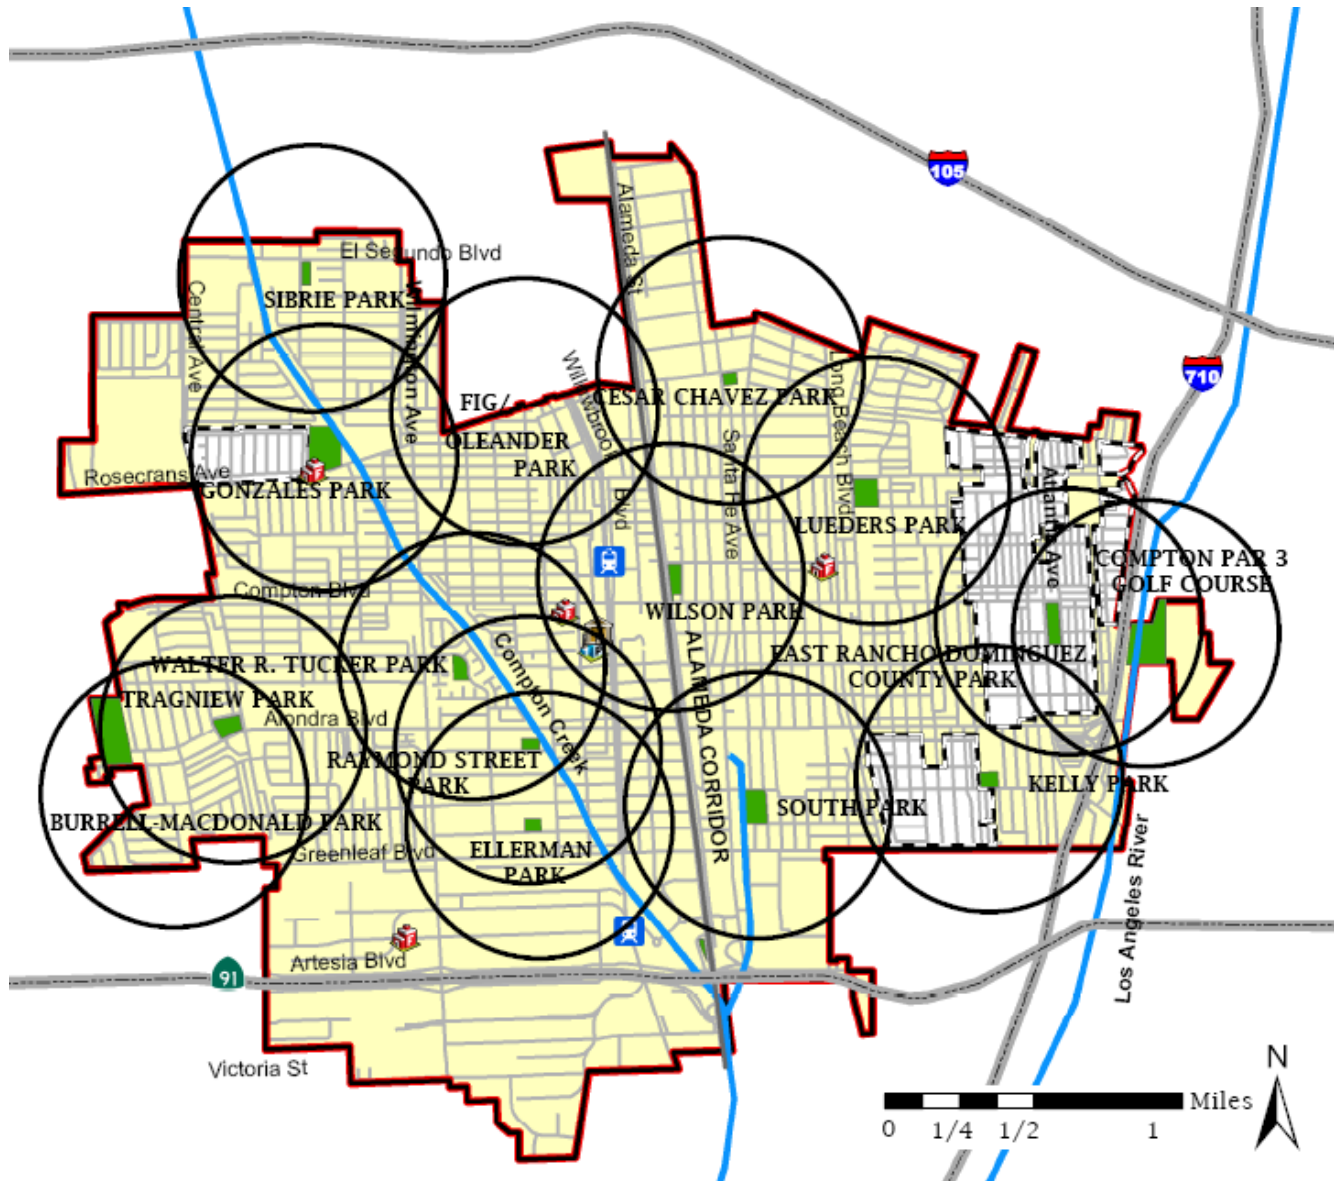 105
Alameda St
El Segundo Blvd
SIBRIE PARK
Central Ave
Wilmington Ave
710
Willowbrook
Blvd
FIG/
OLEANDER
PARK
CESAR CHAVEZ PARK
Long Beach Blvd
Santa Fe Ave
Rosecrans Ave
GONZALES PARK
LUEDERS PARK
Atlantic Ave
COMPTON PAR 3
GOLF COURSE
Compton Blvd
WILSON PARK
WALTER R. TUCKER PARK
EAST RANCHO DOMINGUEZ
COUNTY PARK
TRAGNIEW PARK
Alondra Blvd
Compton Creek
ALAMEDA CORRIDOR
RAYMOND STREET
PARK
KELLY PARK
SOUTH PARK
BURRELL-MACDONALD PARK
Greenleaf Blvd
ELLERMAN
PARK
Los Angeles River
Artesia Blvd
91
Victoria St
N
Miles
0 1/4 1/2 1